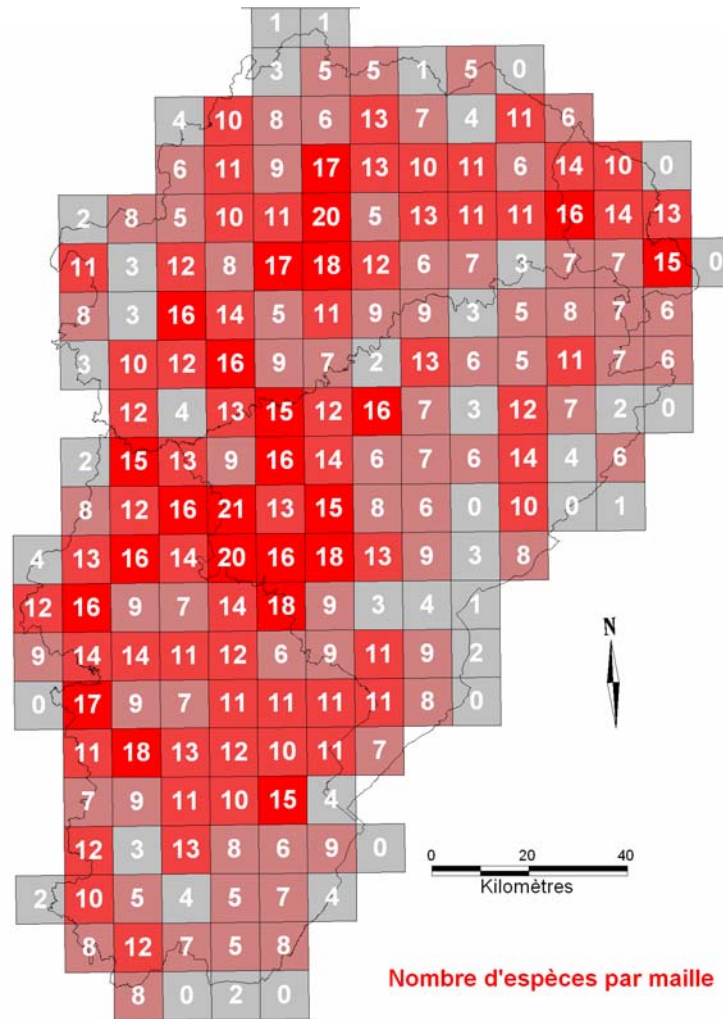 1 1
3 5 5 1 5 0
4 10 8 6 13 7 4 11 6
6 11 9 17 13 10 11 6 14 10 0
2 8 5 10 11 20 5 13 11 11 16 14 13
11 3 12 8 17 18 12 6 7 3 7 7 15 0
8 3 16 14 5 11 9 9 3 5 8 7 6
3 10 12 16 9 7 2 13 6 5 11 7 6
12 4 13 15 12 16 7 3 12 7 2 0
2 15 13 9 16 14 6 7 6 14 4 6
8 12 16 21 13 15 8 6 0 10 0 1
4 13 16 14 20 16 18 13 9 3 8
12 16 9 7 14 18 9 3 4 1
N
9 14 14 11 12 6 9 11 9 2
0 17 9 7 11 11 11 11 8 0
11 18 13 12 10 11 7
7 9 11 10 15 4
12 3 13 8 6 9 0
0 20 40
Kilomètres
2 10 5 4 5 7 4
8 12 7 5 8
Nombre d'espèces par maille
8 0 2 0